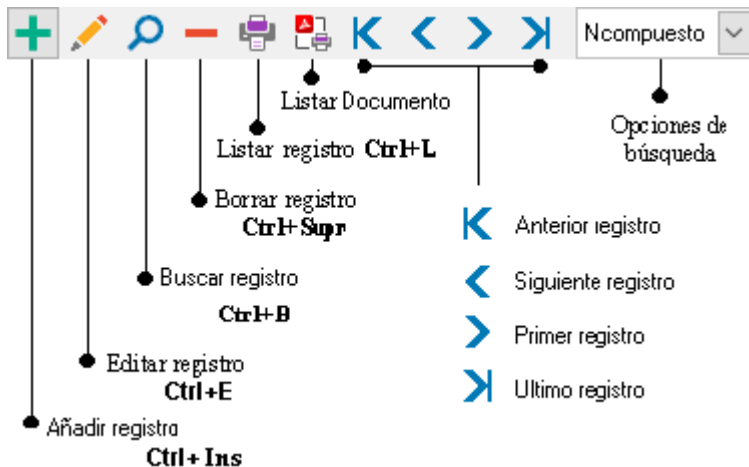 Ncompuesto
Listar Documento
Opciones de
búsqueda
Listar registro Ctrl+L
Borrar registro
Ctrl+Supr
Anterior registro
Buscar registro
Siguiente registro
Ctrl+B
Primer registro
Editar registro
Ctrl+E
Ultimo registro
Añadir registro
Ctrl+Ins